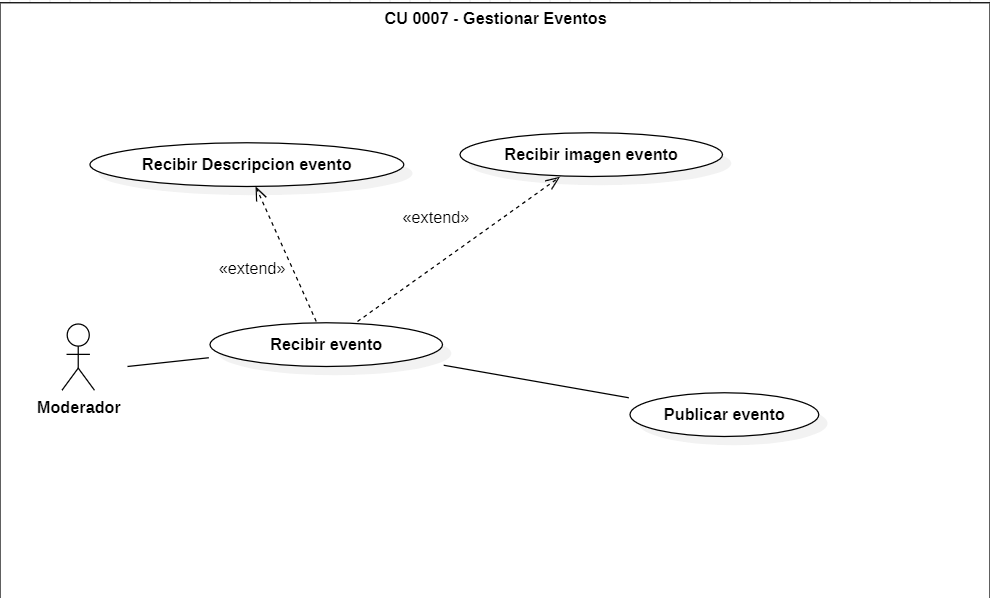 CU 0007 - Gestionar Eventos
Recibir Descripcion evento
Recibir imagen evento
«extend»
«extend»
Recibir evento
Moderador
Publicar evento